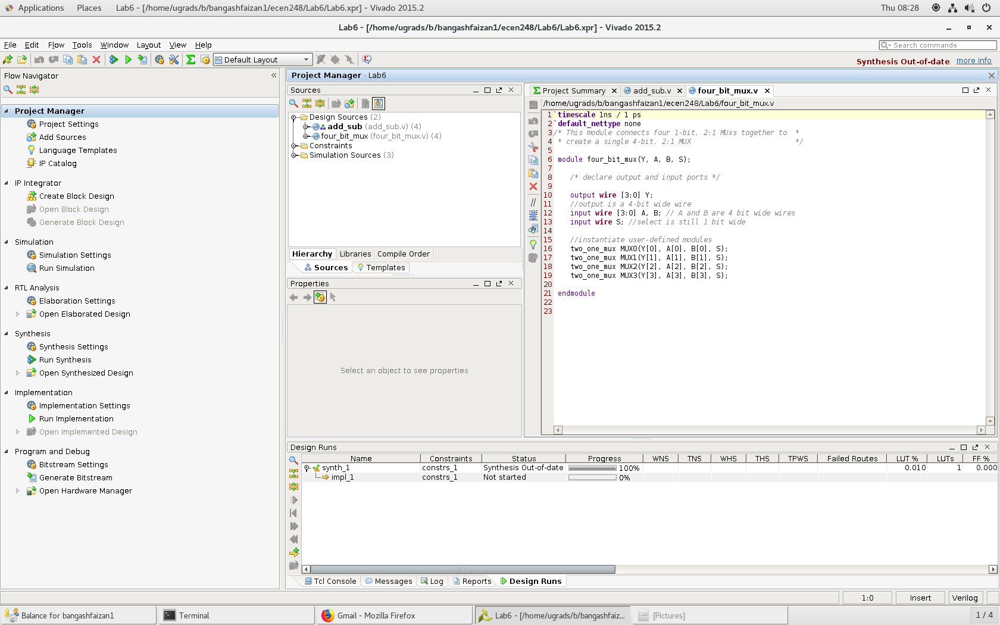 Applications Places Lab6 - [/home/ugrads/b/bangashfaizan1/ecen248/Lab6/Lab6.xpr] - Vivado 2015.2 Thu 08:28
Lab6 - [/home/ugrads/b/bangashfaizan1/ecen248/Lab6/Lab6.xpr] - Vivado 2015.2
File Edit Flow Tools Window Layout View Help Search commands
Default Layout Synthesis Out-of-date more info
Flow Navigator
Project Manager
Project Settings
Add Sources
Language Templates
IP Catalog
IP Integrator
Create Block Design
Open Block Design
Generate Block Design
Simulation
Simulation Settings
Run Simulation
RTL Analysis
Elaboration Settings
Open Elaborated Design
Synthesis
Synthesis Settings
Run Synthesis
Open Synthesized Design
Implementation
Implementation Settings
Run Implementation
Open Implemented Design
Program and Debug
Bitstream Settings
Generate Bitstream
Open Hardware Manager
Project Manager - Lab6
Sources
Design Sources (2)
add_sub (add_sub.v) (4)
four_bit_mux (four_bit_mux.v) (4)
Constraints
Simulation Sources (3)
Hierarchy Libraries Compile Order
Sources Templates
Properties
Select an object to see properties
Project Summary add_sub.v four_bit_mux.v
/home/ugrads/b/bangashfaizan1/ecen248/Lab6/four_bit_mux.v
1 `timescale 1ns / 1 ps
2 `default_nettype none
3 /* This module connects four 1-bit, 2:1 MUxs together to *
4 * create a single 4-bit, 2:1 MUX */
5
6 module four_bit_mux(Y, A, B, S);
7
8 /* declare output and input ports */
9
10 output wire [3:0] Y;
11 //output is a 4-bit wide wire
12 input wire [3:0] A, B; // A and B are 4 bit wide wires
13 input wire S; //select is still 1 bit wide
14
15 //instantiate user-defined modules
16 two_one_mux MUX0(Y[0], A[0], B[0], S);
17 two_one_mux MUX1(Y[1], A[1], B[1], S);
18 two_one_mux MUX2(Y[2], A[2], B[2], S);
19 two_one_mux MUX3(Y[3], A[3], B[3], S);
20
21 endmodule
22
23
Design Runs
Name Constraints Status Progress WNS TNS WHS THS TPWS Failed Routes LUT % LUTs FF %
synth_1 constrs_1 Synthesis Out-of-date 100% 0.010 1 0.000
impl_1 constrs_1 Not started 0%
Tcl Console Messages Log Reports Design Runs
1:0 Insert Verilog
Balance for bangashfaizan1 Terminal Gmail - Mozilla Firefox Lab6 - [/home/ugrads/b/bangashfaiz... [Pictures] 1 / 4